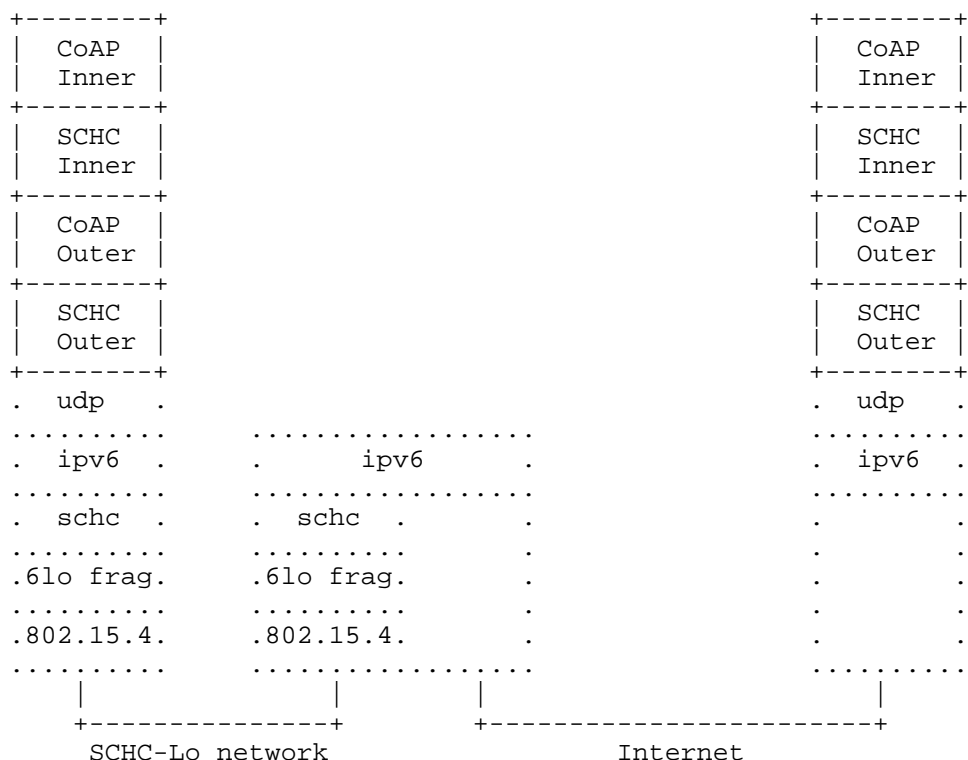 +--------+ +--------+
| CoAP | | CoAP |
| Inner | | Inner |
+--------+ +--------+
| SCHC | | SCHC |
| Inner | | Inner |
+--------+ +--------+
| CoAP | | CoAP |
| Outer | | Outer |
+--------+ +--------+
| SCHC | | SCHC |
| Outer | | Outer |
+--------+ +--------+
. udp . . udp .
.......... .................. ..........
. ipv6 . . ipv6 . . ipv6 .
.......... .................. ..........
. schc . . schc . . . .
.......... .......... . . .
.6lo frag. .6lo frag. . . .
.......... .......... . . .
.802.15.4. .802.15.4. . . .
.......... .................. ..........
| | | |
+----------------+ +-------------------------+
SCHC-Lo network Internet